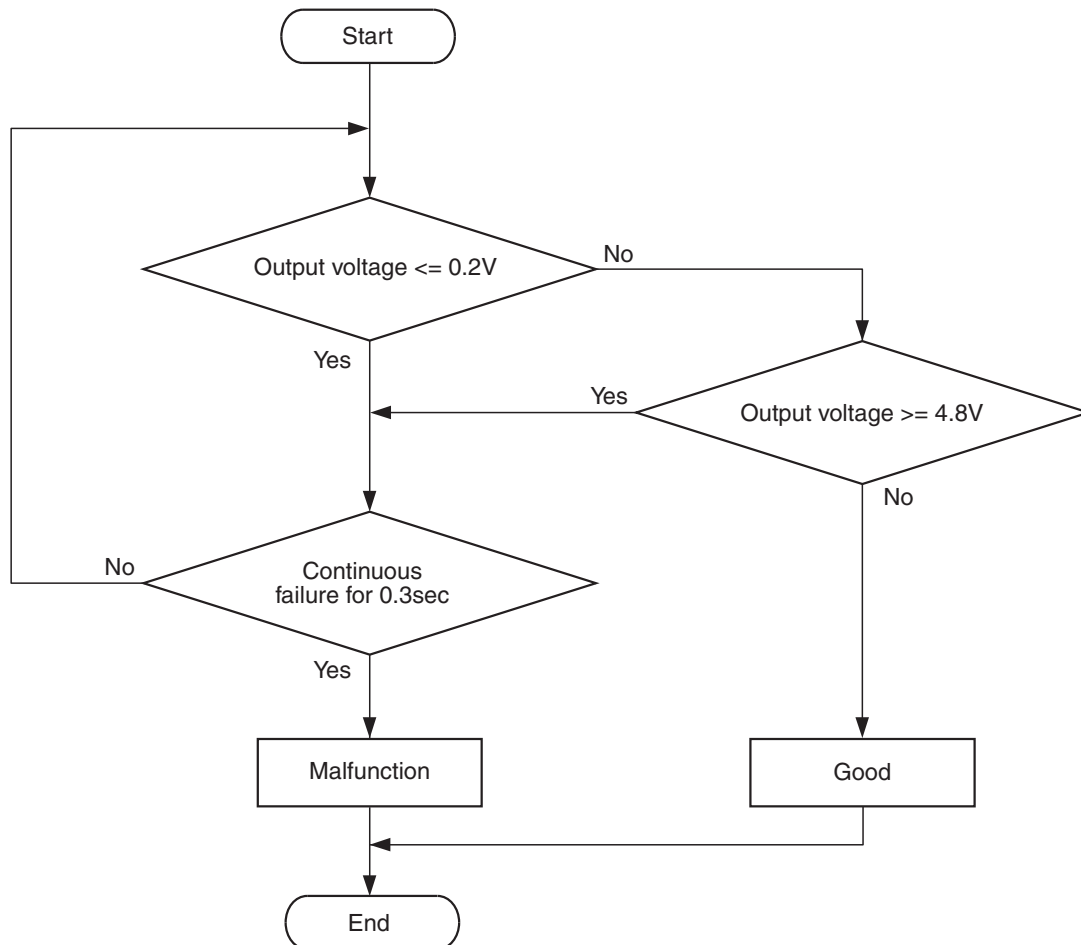 Start
Output voltage <= 0.2V
No
Yes
Yes
Output voltage >= 4.8V
No
No
Continuous
failure for 0.3sec
Yes
Malfunction
Good
End